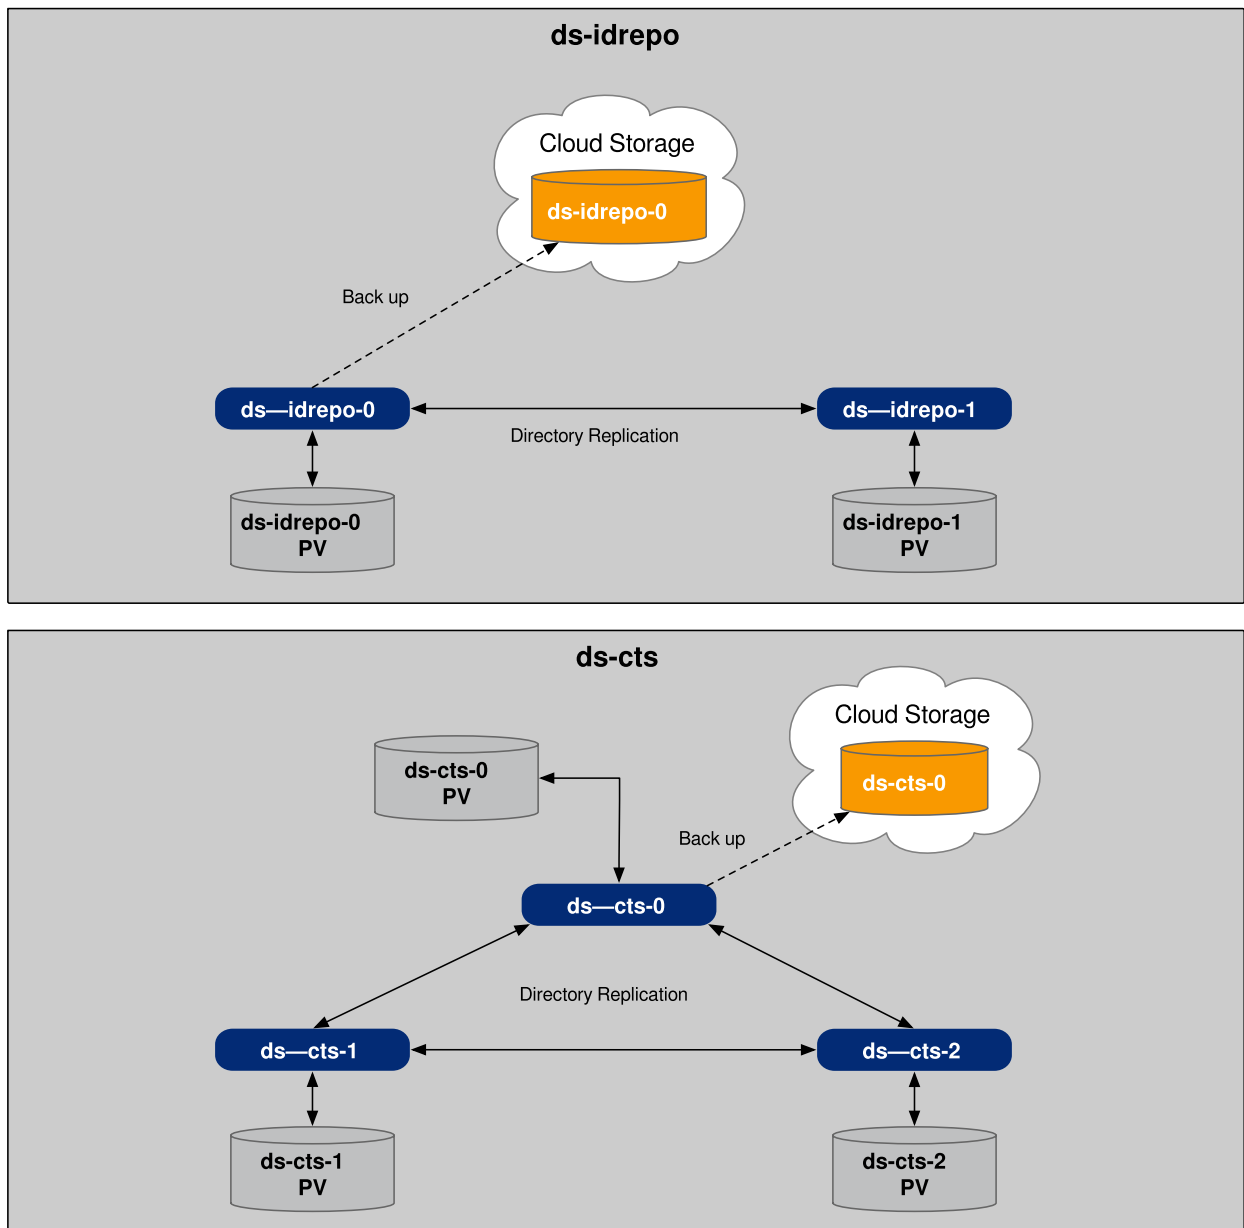 ds-idrepo
Cloud Storage
ds-idrepo-0
Back up
ds—idrepo-0
ds—idrepo-1
Directory Replication
ds-idrepo-0
PV
ds-idrepo-1
PV
ds-cts
Cloud Storage
ds-cts-0
PV
ds-cts-0
Back up
ds—cts-0
Directory Replication
ds—cts-1
ds—cts-2
ds-cts-1
PV
ds-cts-2
PV